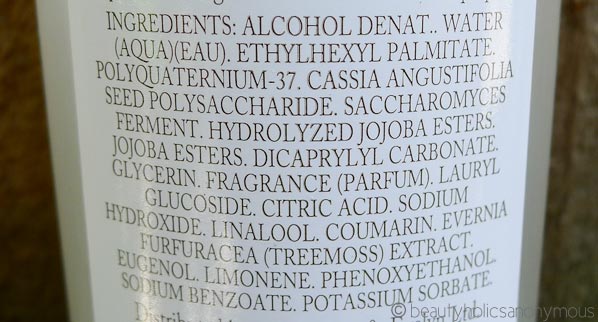 INGREDIENTS: ALCOHOL DENAT.. WATER
(AQUA)(EAU). ETHYLHEXYL PALMITATE.
POLYQUATERNIUM-37. CASSIA ANGUSTIFOLIA
SEED POLYSACCHARIDE. SACCHAROMYCES
FERMENT. HYDROLYZED JOJOBA ESTERS.
JOJOBA ESTERS. DICAPRYLYL CARBONATE.
GLYCERIN. FRAGRANCE (PARFUM). LAURYL
GLUCOSIDE. CITRIC ACID. SODIUM
HYDROXIDE. LINALOOL. COUMARIN. EVERNIA
FURFURACEA (TREEMOSS) EXTRACT.
EUGENOL. LIMONENE. PHENOXYETHANOL.
SODIUM BENZOATE. POTASSIUM SORBATE.
© beautyholicsanonymous